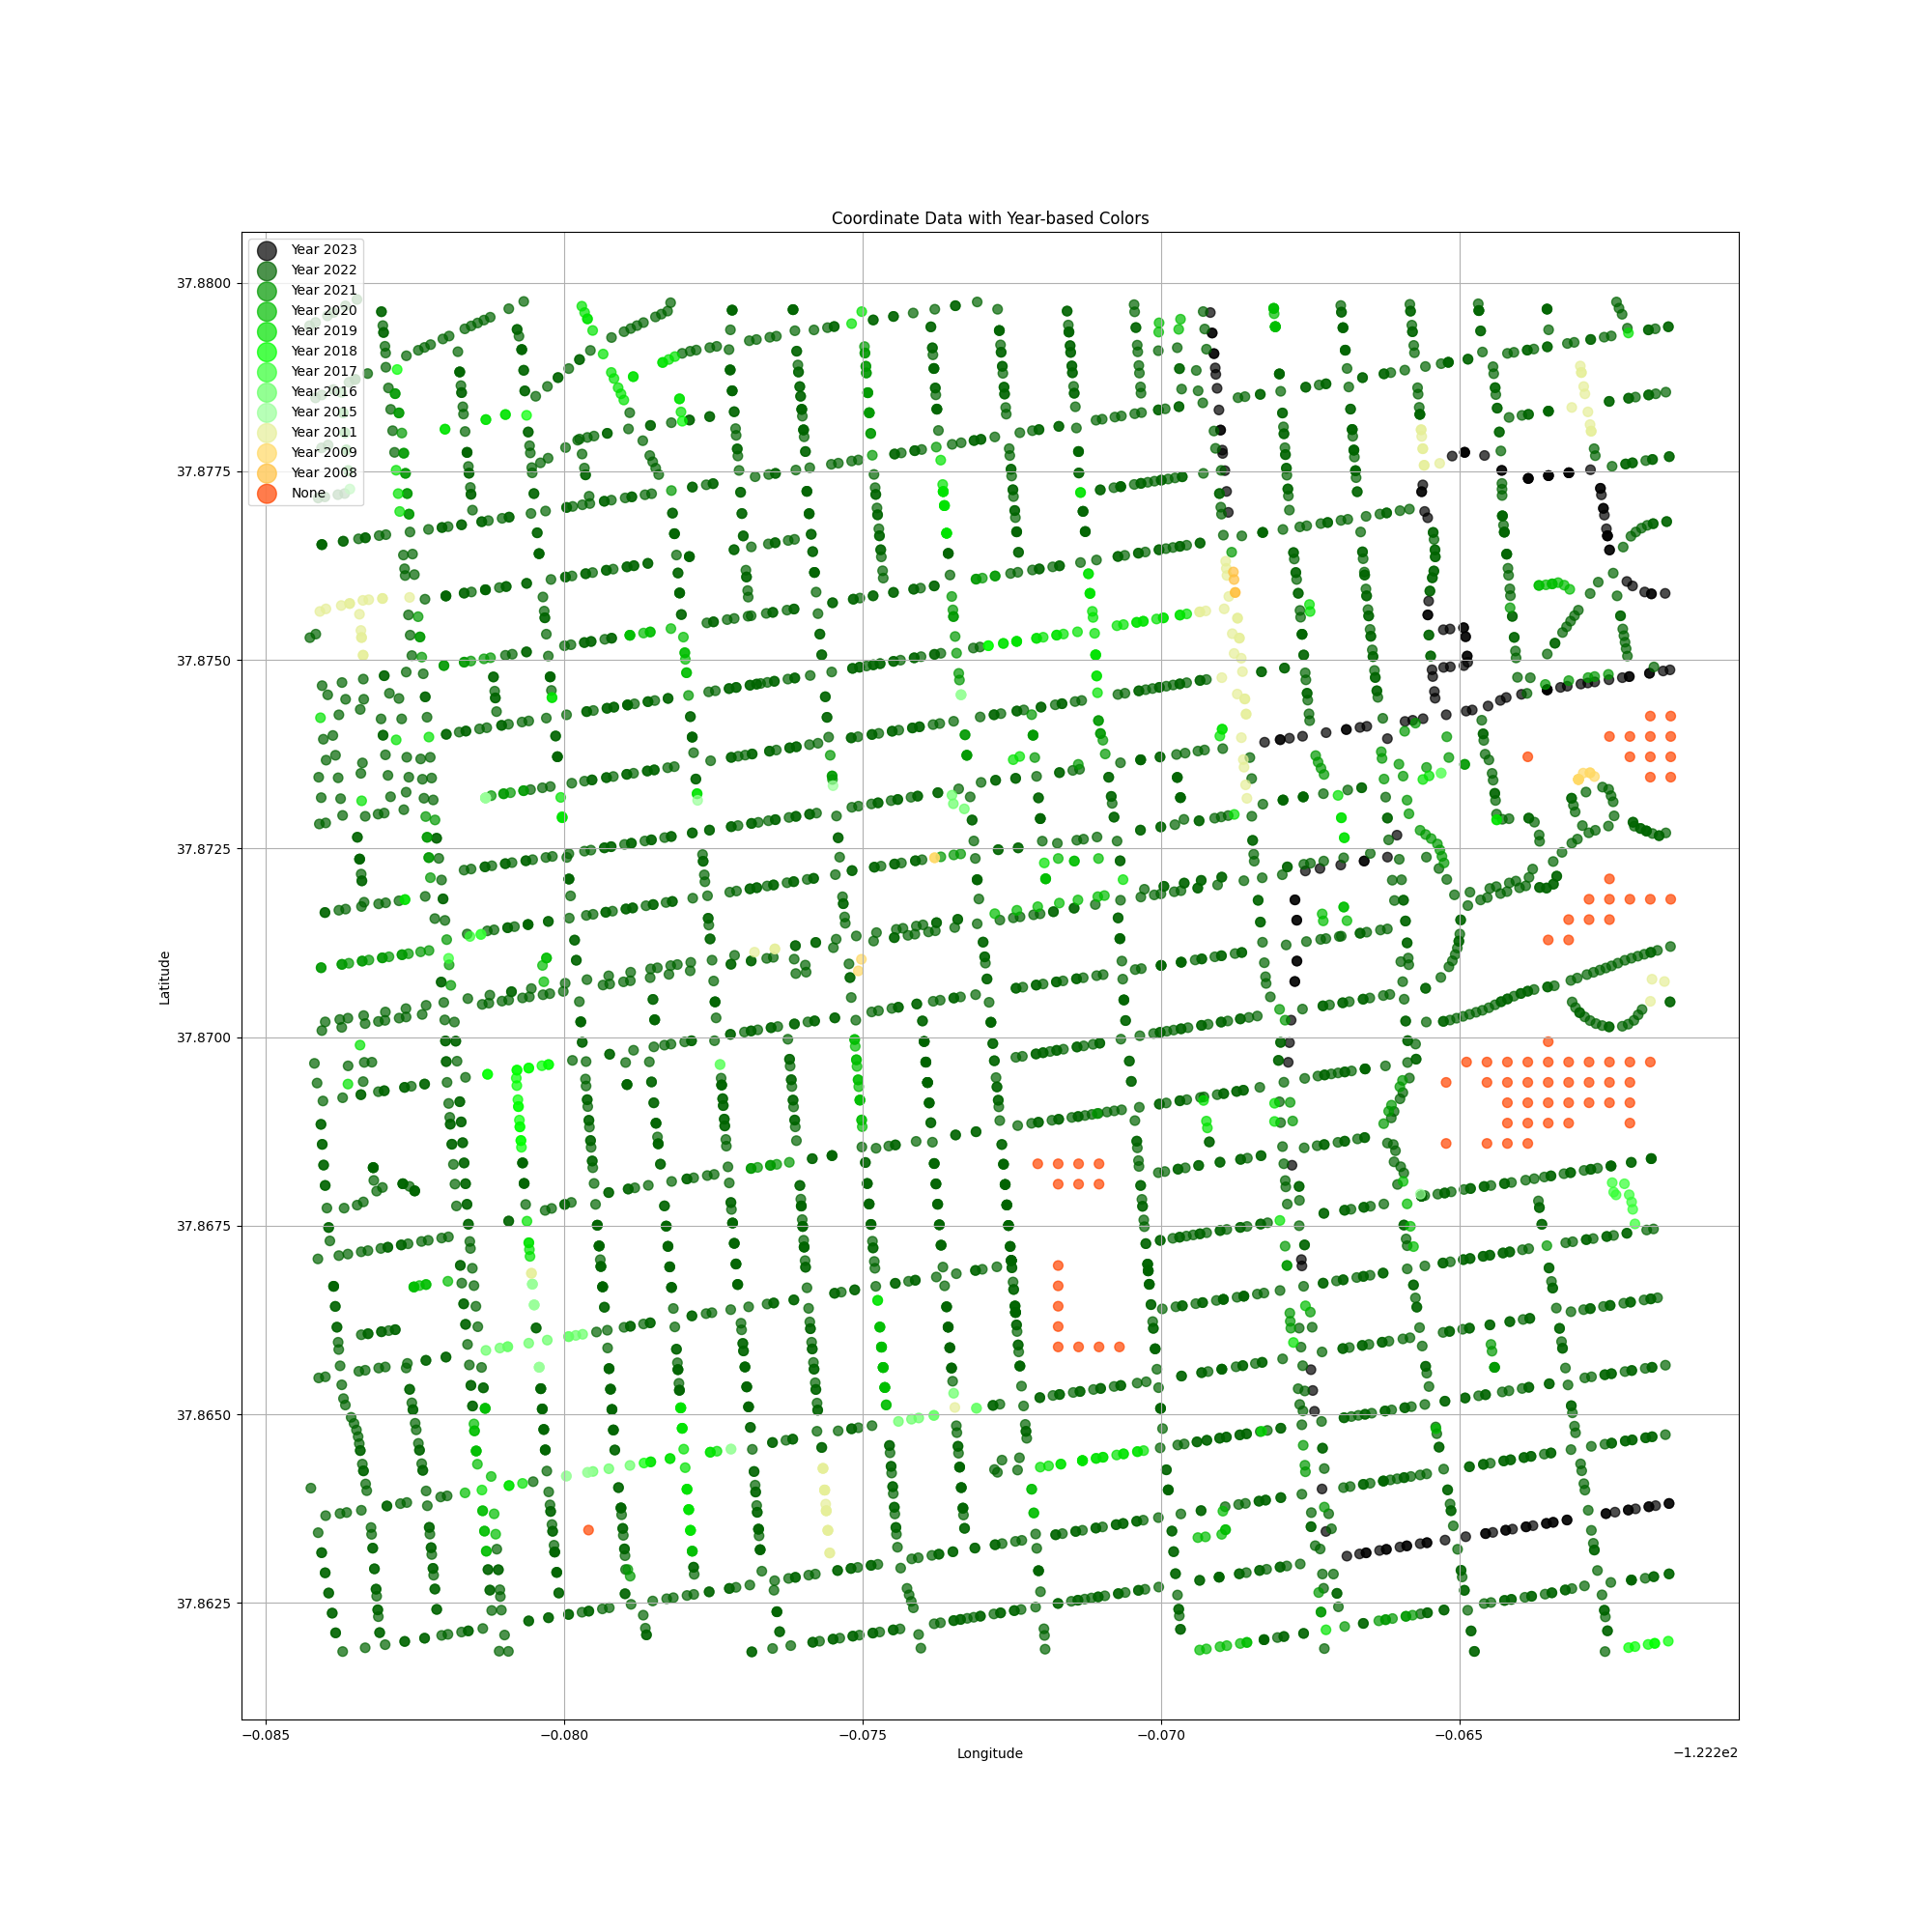 Coordinate Data with Year-based Colors
Year 2023
Year 2022
Year 2021
Year 2020
Year 2019
Year 2018
Year 2017
Year 2016
Year 2015
Year 2011
Year 2009
Year 2008
None
37.8800
37.8775
37.8750
37.8725
37.8700
37.8675
37.8650
37.8625
Latitude
−0.085
−0.080
−0.075
−0.070
−0.065
Longitude
−1.222e2